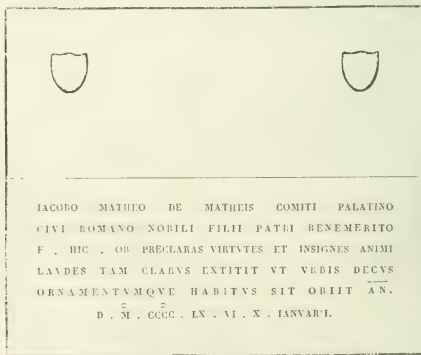 IACOBO MATHEO DE MATHEIS COMITI PALATINO
CIVI ROMANO NOBILI FILII PATRI BENEMERITO
F . HIC . OB PRECLARAS VIRTVTES ET INSIGNES ANIMI
LAVDES TAM CLARVS EXTITIT VT VRBIS DECVS
ORNAMENTVMQVE HABITVS SIT OBIIT AN.
D . M . CCCC . LX . VI . X . IANVARI.